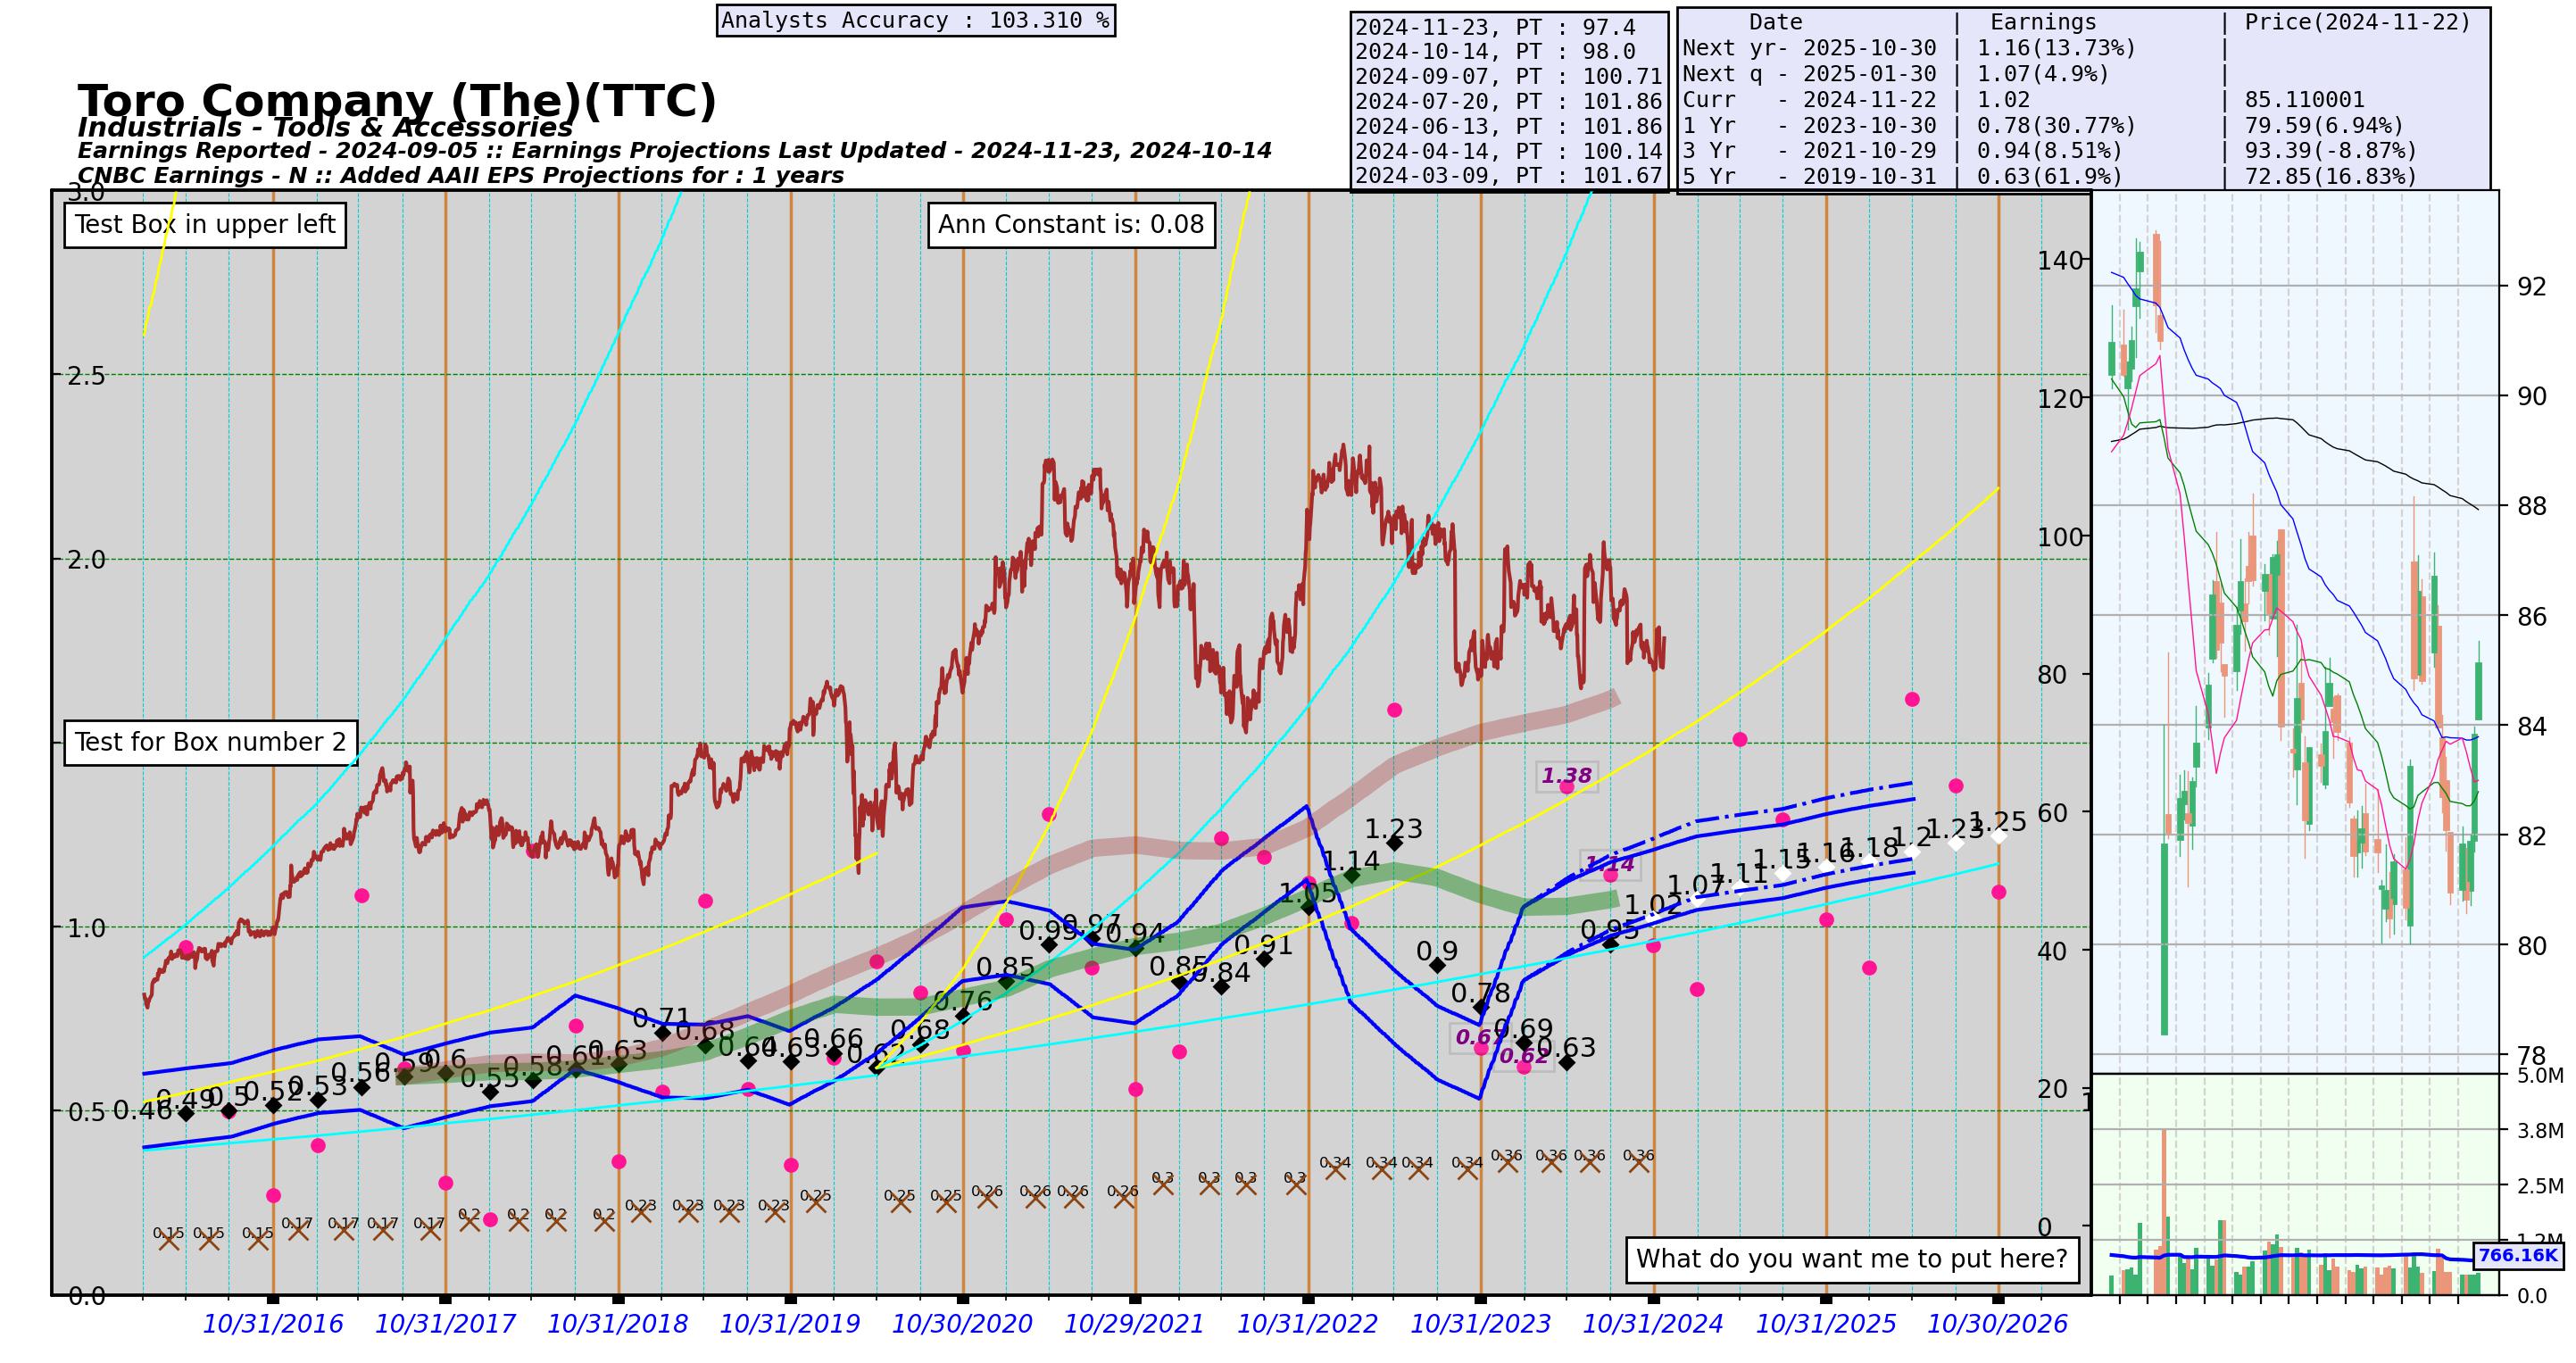 Analysts Accuracy : 103.310 %
2024-11-23, PT : 97.4
2024-10-14, PT : 98.0
2024-09-07, PT : 100.71
2024-07-20, PT : 101.86
2024-06-13, PT : 101.86
2024-04-14, PT : 100.14
2024-03-09, PT : 101.67
Date | Earnings | Price(2024-11-22)
Next yr- 2025-10-30 | 1.16(13.73%) |
Next q - 2025-01-30 | 1.07(4.9%) |
Curr - 2024-11-22 | 1.02 | 85.110001
1 Yr - 2023-10-30 | 0.78(30.77%) | 79.59(6.94%)
3 Yr - 2021-10-29 | 0.94(8.51%) | 93.39(-8.87%)
5 Yr - 2019-10-31 | 0.63(61.9%) | 72.85(16.83%)
Toro Company (The)(TTC)
Industrials - Tools & Accessories
Earnings Reported - 2024-09-05 :: Earnings Projections Last Updated - 2024-11-23, 2024-10-14
CNBC Earnings - N :: Added AAII EPS Projections for : 1 years
3.0
Test Box in upper left
Ann Constant is: 0.08
2.5
2.0
Test for Box number 2
1.0
0.5
0.0
140
120
100
80
60
40
20
0
92
90
88
86
84
82
80
78
5.0M
3.8M
2.5M
1.2M
766.16K
0.0
0.46 0.49 0.5 0.52 0.53 0.56 0.59 0.6 0.55 0.58 0.61 0.63 0.71 0.68 0.64 0.63 0.66 0.62 0.68 0.76 0.85 0.95 0.97 0.94 0.85 0.84 0.91 1.05 1.14 1.23 0.9 0.78 0.69 0.63 0.95 1.02 1.07 1.11 1.15 1.16 1.18 1.2 1.23 1.25
0.67 0.62 1.38 1.14
0.15 0.15 0.15 0.17 0.17 0.17 0.17 0.2 0.2 0.2 0.2 0.23 0.23 0.23 0.23 0.25 0.25 0.25 0.26 0.26 0.26 0.26 0.3 0.3 0.3 0.3 0.34 0.34 0.34 0.34 0.36 0.36 0.36 0.36
What do you want me to put here?
10/31/2016 10/31/2017 10/31/2018 10/31/2019 10/30/2020 10/29/2021 10/31/2022 10/31/2023 10/31/2024 10/31/2025 10/30/2026